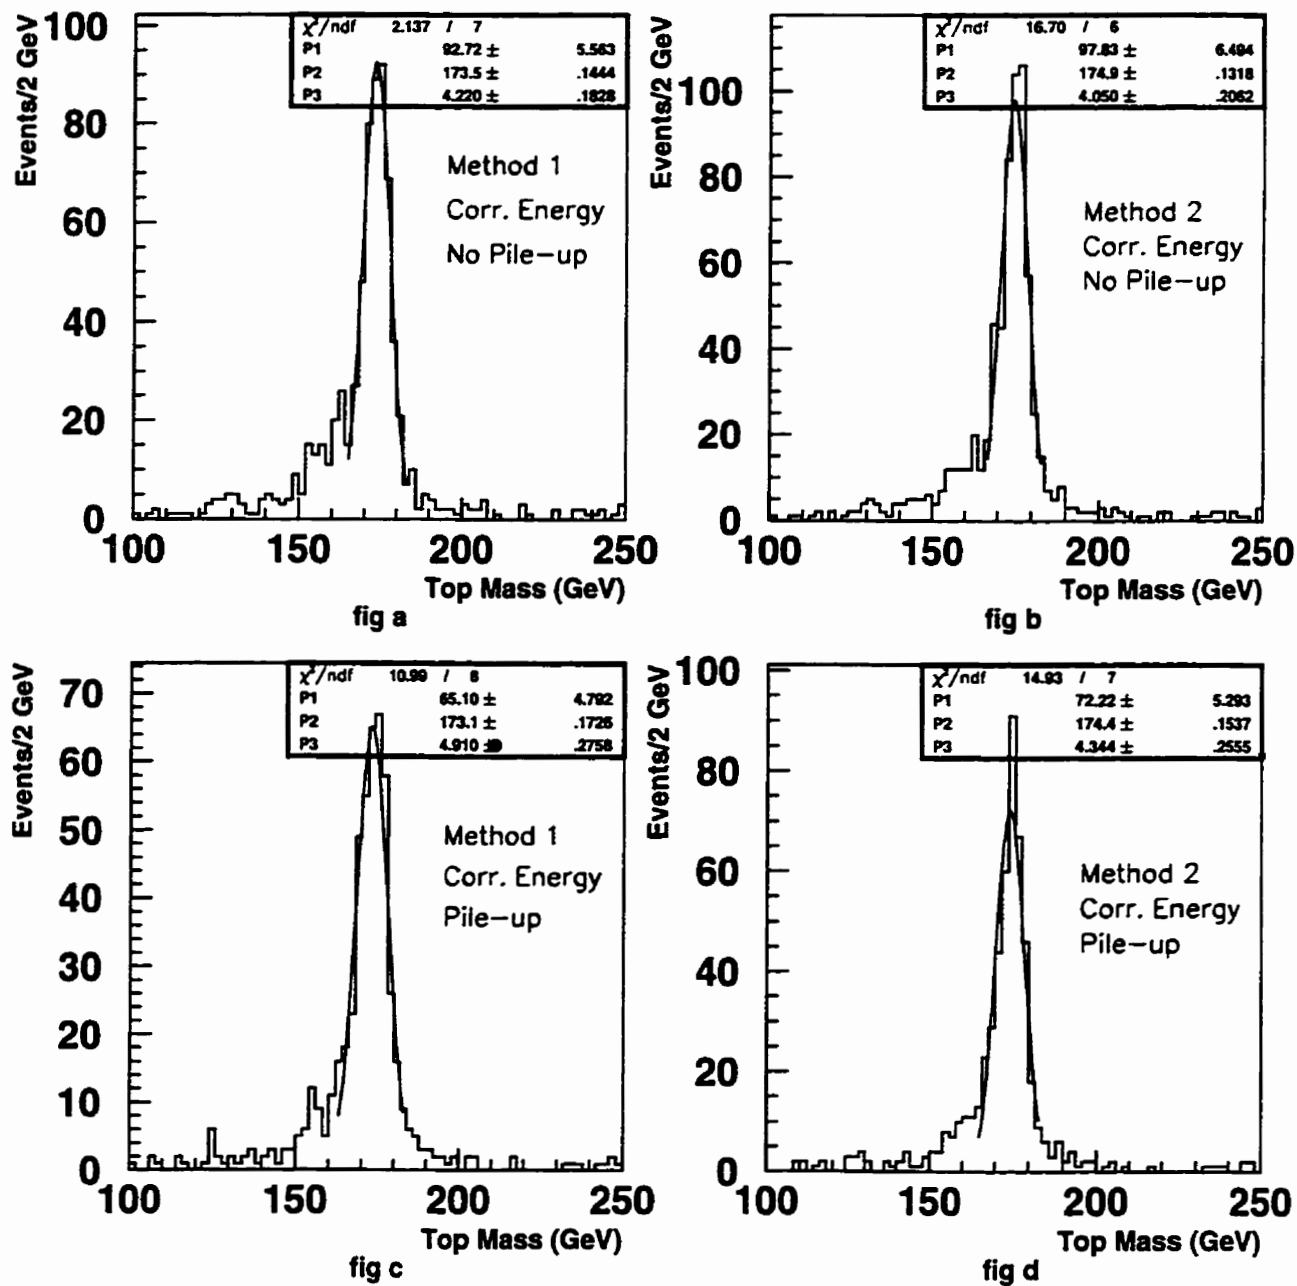 Events/2 GeV
100
80
60
40
20
0
χ²/ndf 2.137 / 7
P1 92.72 ± 5.563
P2 173.5 ± .1444
P3 4.220 ± .1828
Method 1
Corr. Energy
No Pile-up
100 150 200 250
Top Mass (GeV)
fig a
Events/2 GeV
100
80
60
40
20
0
χ²/ndf 16.70 /
P1 97.83 ± 6.494
P2 174.9 ± .1318
P3 4.050 ± .2062
Method 2
Corr. Energy
No Pile-up
100 150 200 250
Top Mass (GeV)
fig b
Events/2 GeV
70
60
50
40
30
20
10
0
χ²/ndf 10.99 /
P1 65.10 ± 4.792
P2 173.1 ± .1726
P3 4.910 ± .2758
Method 1
Corr. Energy
Pile-up
100 150 200 250
Top Mass (GeV)
fig c
Events/2 GeV
100
80
60
40
20
0
χ²/ndf 14.93 / 7
P1 72.22 ± 5.293
P2 174.4 ± .1537
P3 4.344 ± .2555
Method 2
Corr. Energy
Pile-up
100 150 200 250
Top Mass (GeV)
fig d